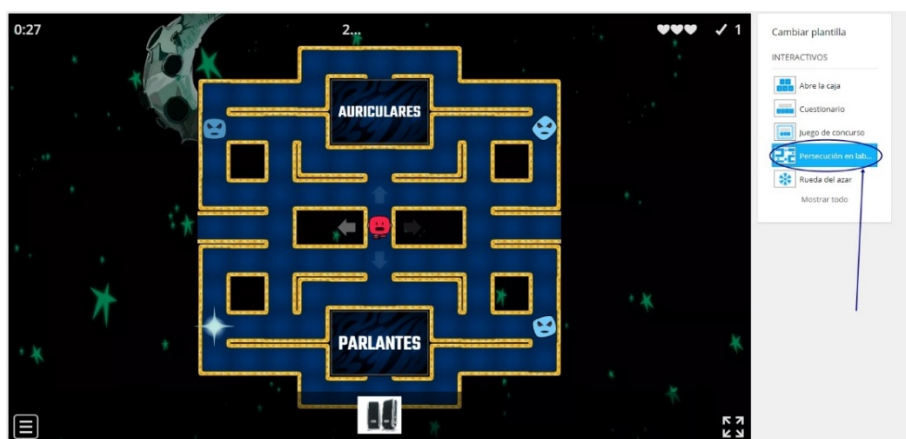 0:27
2...
✓ 1
AURICULARES
PARLANTES
Cambiar plantilla
INTERACTIVOS
Abre la caja
Cuestionario
Juego de concurso
Persecución en lab...
Rueda del azar
Mostrar todo